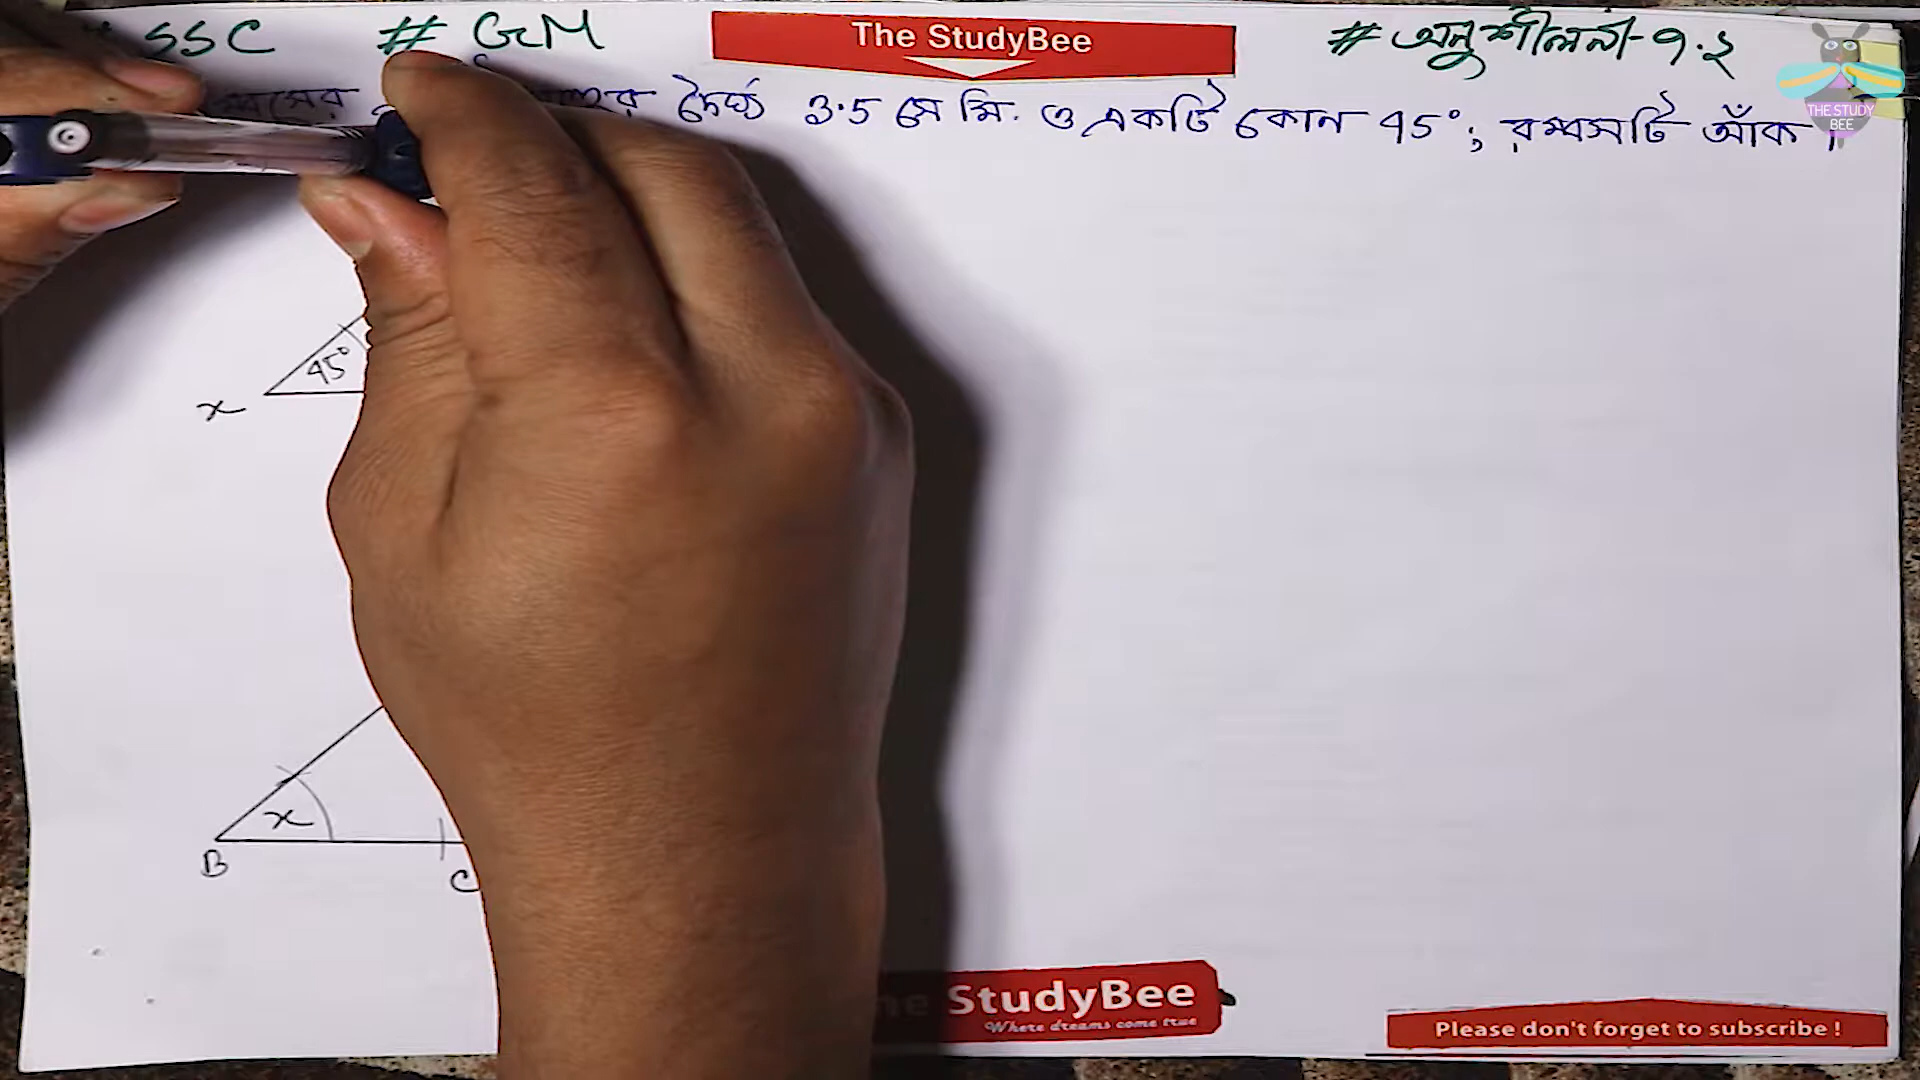 SSC # GM The StudyBee # অনুশীলনী-৭.২
দৈর্ঘ্য 3.5 সে মি. ও একটি কোন 45°; রম্বসটি আঁক ।
THE STUDY
BEE
45°
x
x
B
C
StudyBee
Where dreams come true
Please don't forget to subscribe !